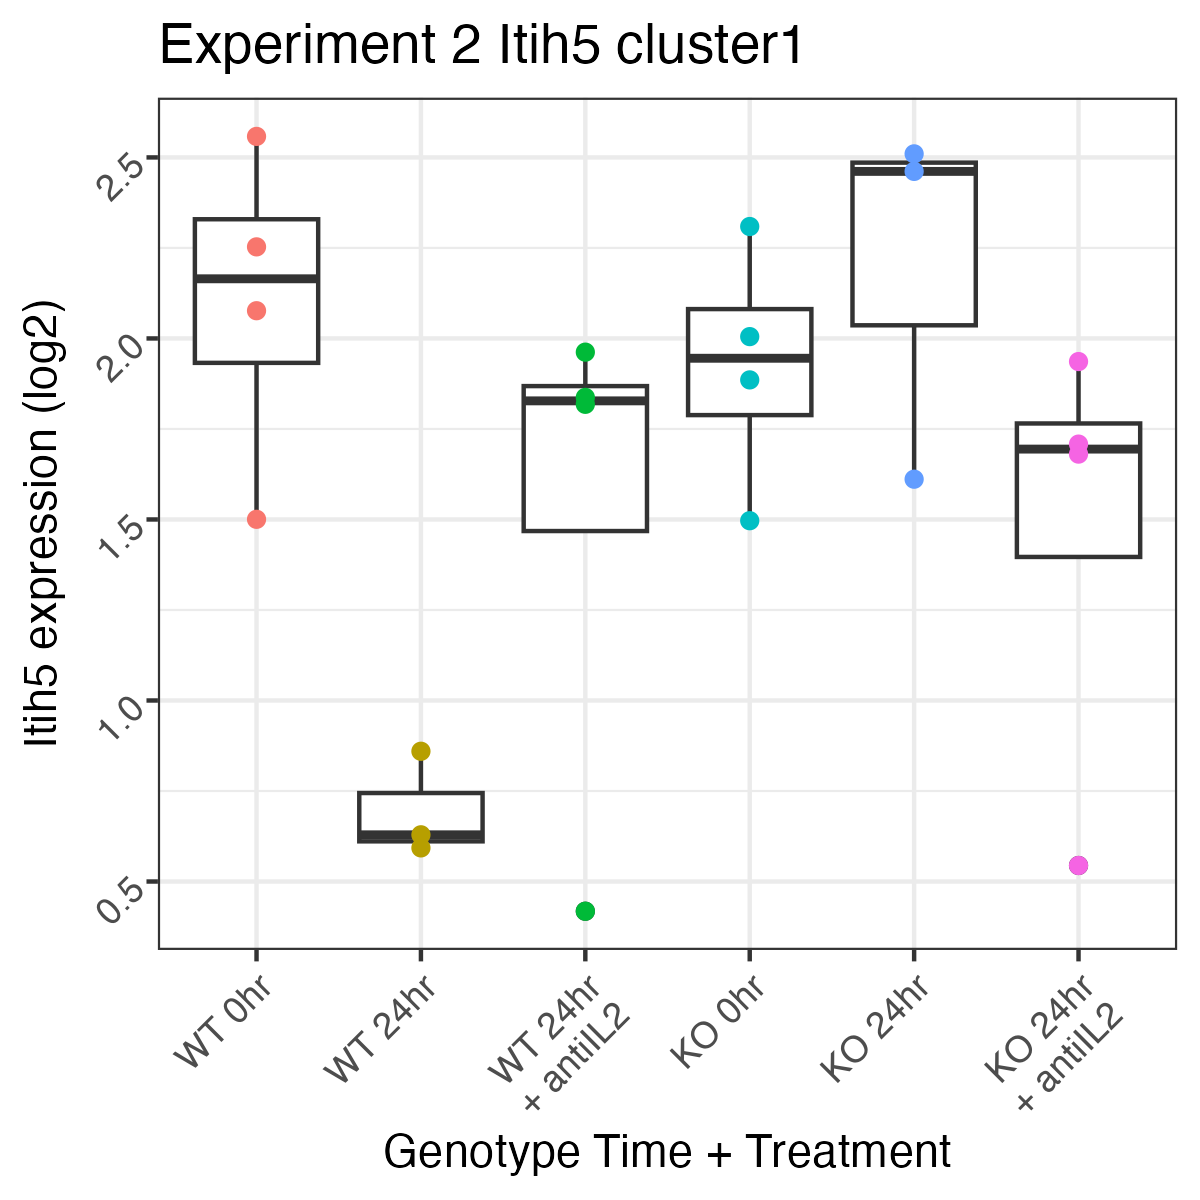 Experiment 2 Itih5 cluster1
Itih5 expression (log2)
2.5
2.0
1.5
1.0
0.5
WT 0hr
WT 24hr
WT 24hr
+ antiIL2
KO 0hr
KO 24hr
KO 24hr
+ antiIL2
Genotype Time + Treatment